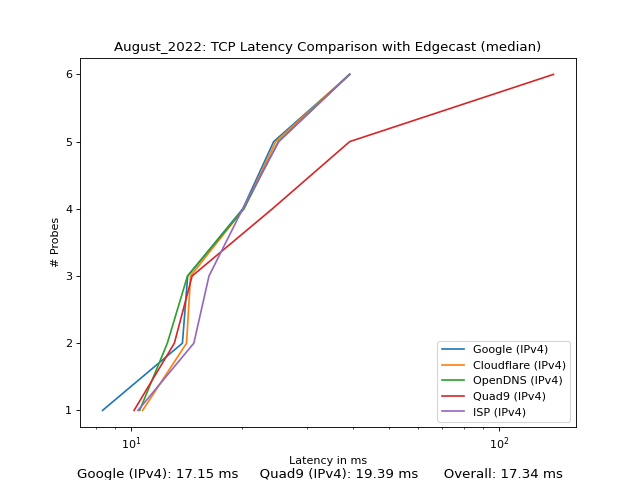 August_2022: TCP Latency Comparison with Edgecast (median)
# Probes
6
5
4
3
2
1
Google (IPv4)
Cloudflare (IPv4)
OpenDNS (IPv4)
Quad9 (IPv4)
ISP (IPv4)
10¹ 10²
Latency in ms
Google (IPv4): 17.15 ms Quad9 (IPv4): 19.39 ms Overall: 17.34 ms